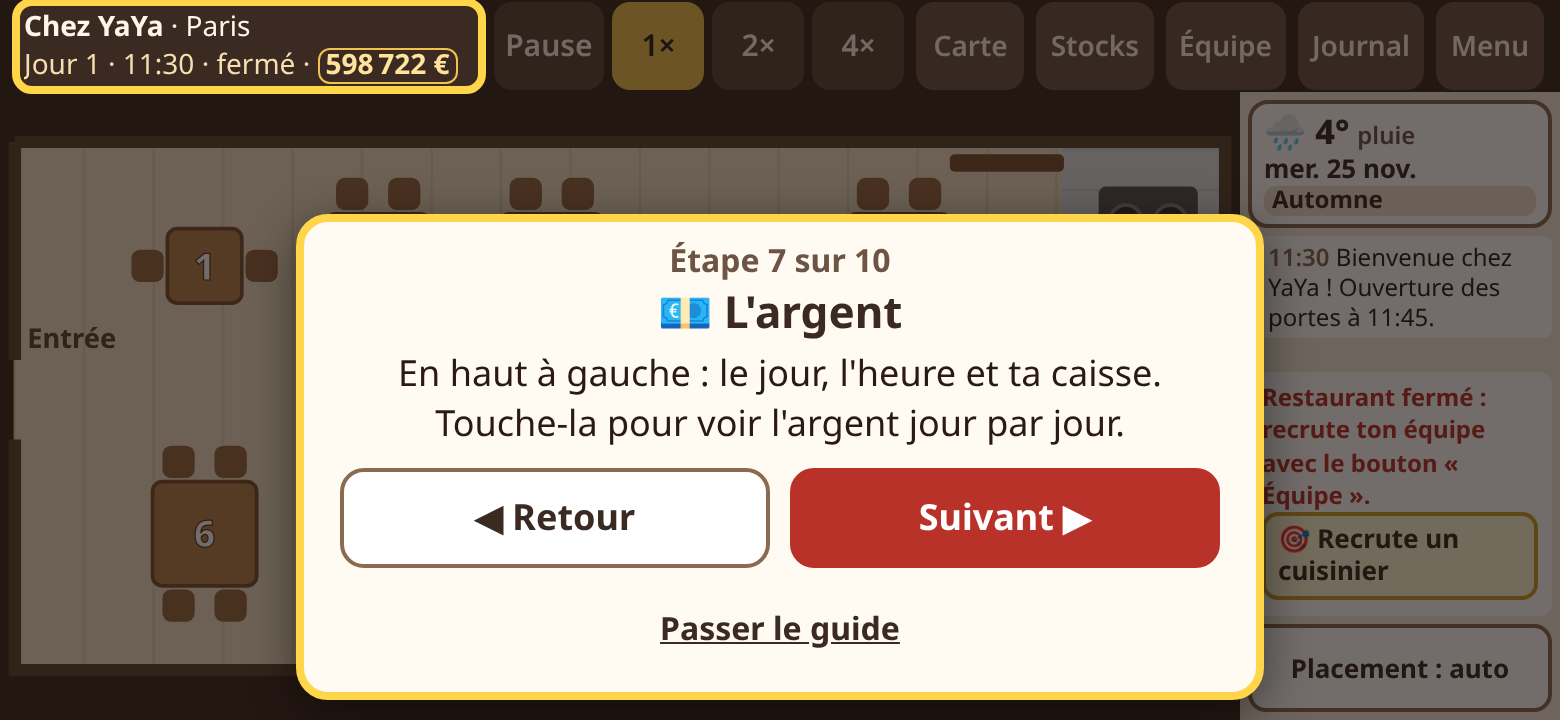 Chez YaYa · Paris
Jour 1 · 11:30 · fermé · 598 722 €
Pause
1×
2×
4×
Carte
Stocks
Équipe
Journal
Menu
4° pluie
mer. 25 nov.
Automne
11:30 Bienvenue chez
YaYa ! Ouverture des
portes à 11:45.
Restaurant fermé :
recrute ton équipe
avec le bouton «
Équipe ».
🎯 Recrute un
cuisinier
Placement : auto
1
Entrée
6
Étape 7 sur 10
💶 L'argent
En haut à gauche : le jour, l'heure et ta caisse.
Touche-la pour voir l'argent jour par jour.
◀ Retour
Suivant ▶
Passer le guide